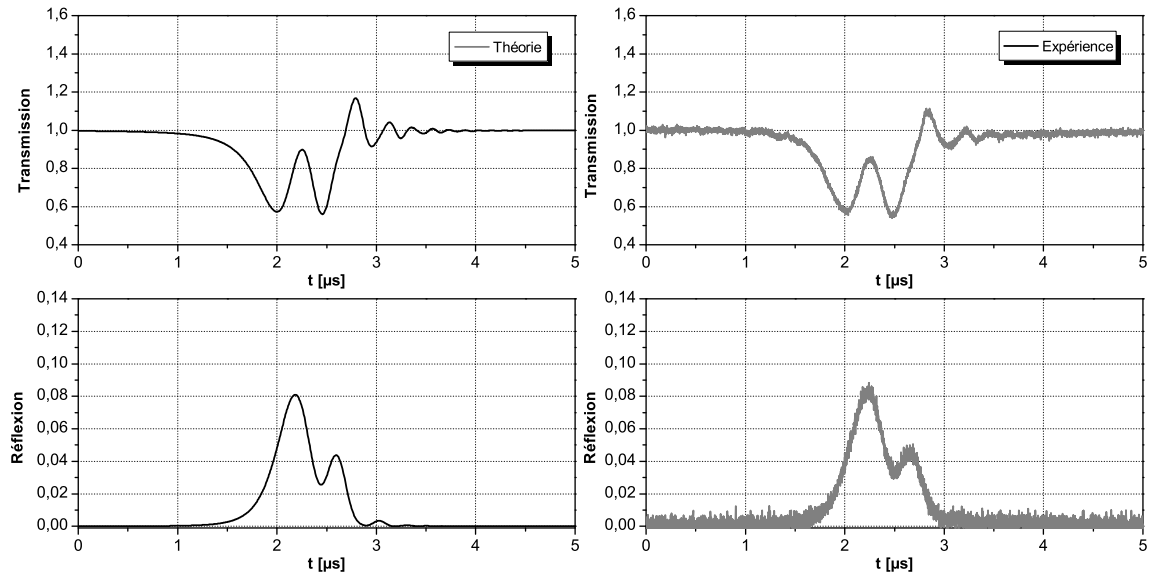 1,6
1,4
1,2
1,0
0,8
0,6
0,4
Transmission
Théorie
0 1 2 3 4 5
t [µs]
1,6
1,4
1,2
1,0
0,8
0,6
0,4
Transmission
Expérience
0 1 2 3 4 5
t [µs]
0,14
0,12
0,10
0,08
0,06
0,04
0,02
0,00
Réflexion
0 1 2 3 4 5
t [µs]
0,14
0,12
0,10
0,08
0,06
0,04
0,02
0,00
Réflexion
0 1 2 3 4 5
t [µs]